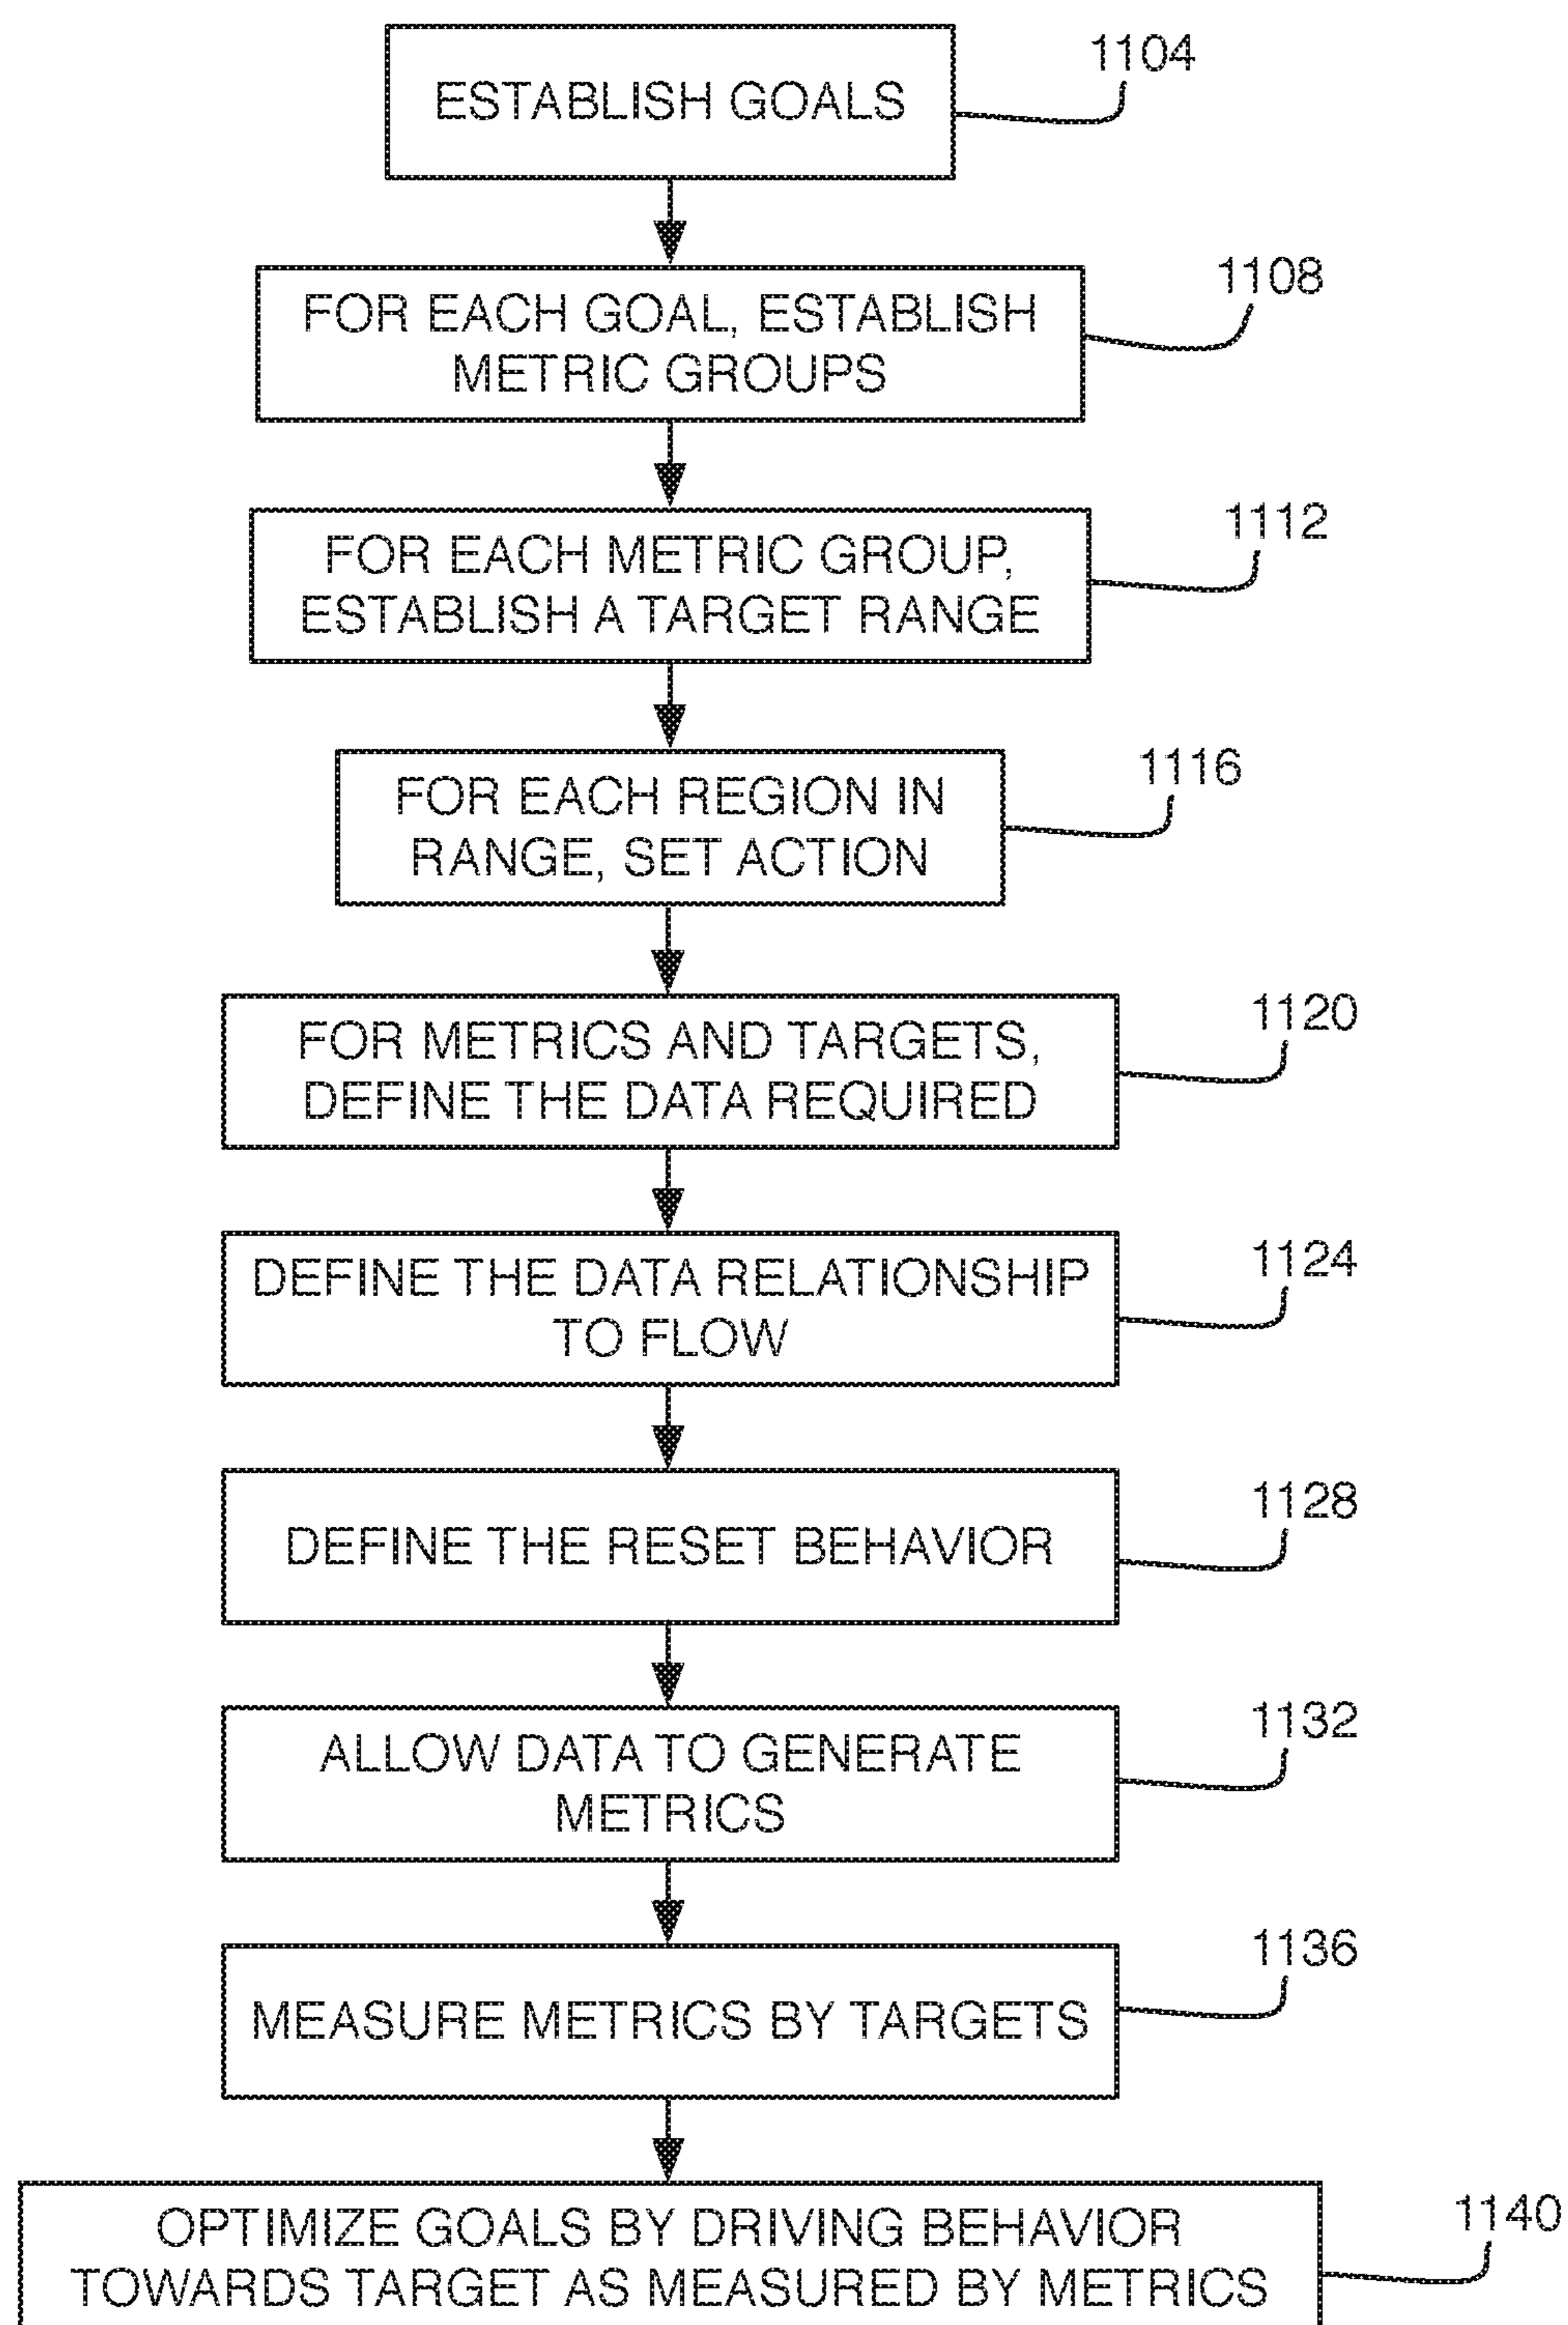 ESTABLISH GOALS
1104
FOR EACH GOAL, ESTABLISH
METRIC GROUPS
1108
FOR EACH METRIC GROUP,
ESTABLISH A TARGET RANGE
1112
FOR EACH REGION IN
RANGE, SET ACTION
1116
FOR METRICS AND TARGETS,
DEFINE THE DATA REQUIRED
1120
DEFINE THE DATA RELATIONSHIP
TO FLOW
1124
DEFINE THE RESET BEHAVIOR
1128
ALLOW DATA TO GENERATE
METRICS
1132
MEASURE METRICS BY TARGETS
1136
OPTIMIZE GOALS BY DRIVING BEHAVIOR
TOWARDS TARGET AS MEASURED BY METRICS
1140